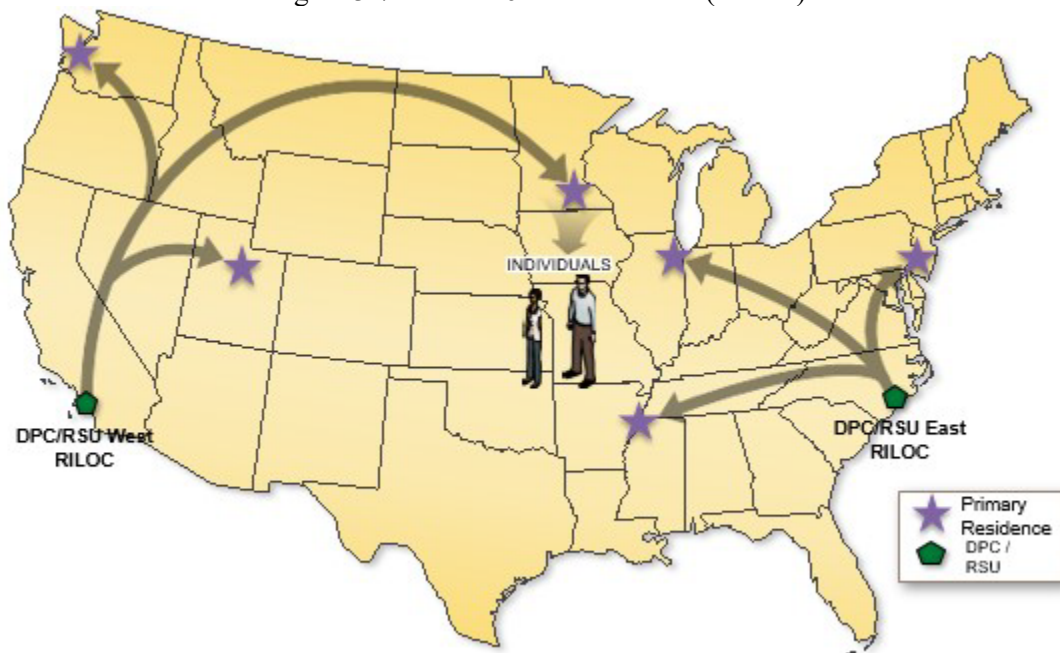 INDIVIDUALS
DPC/RSU West
RILOC
DPC/RSU East
RILOC
Primary
Residence
DPC /
RSU